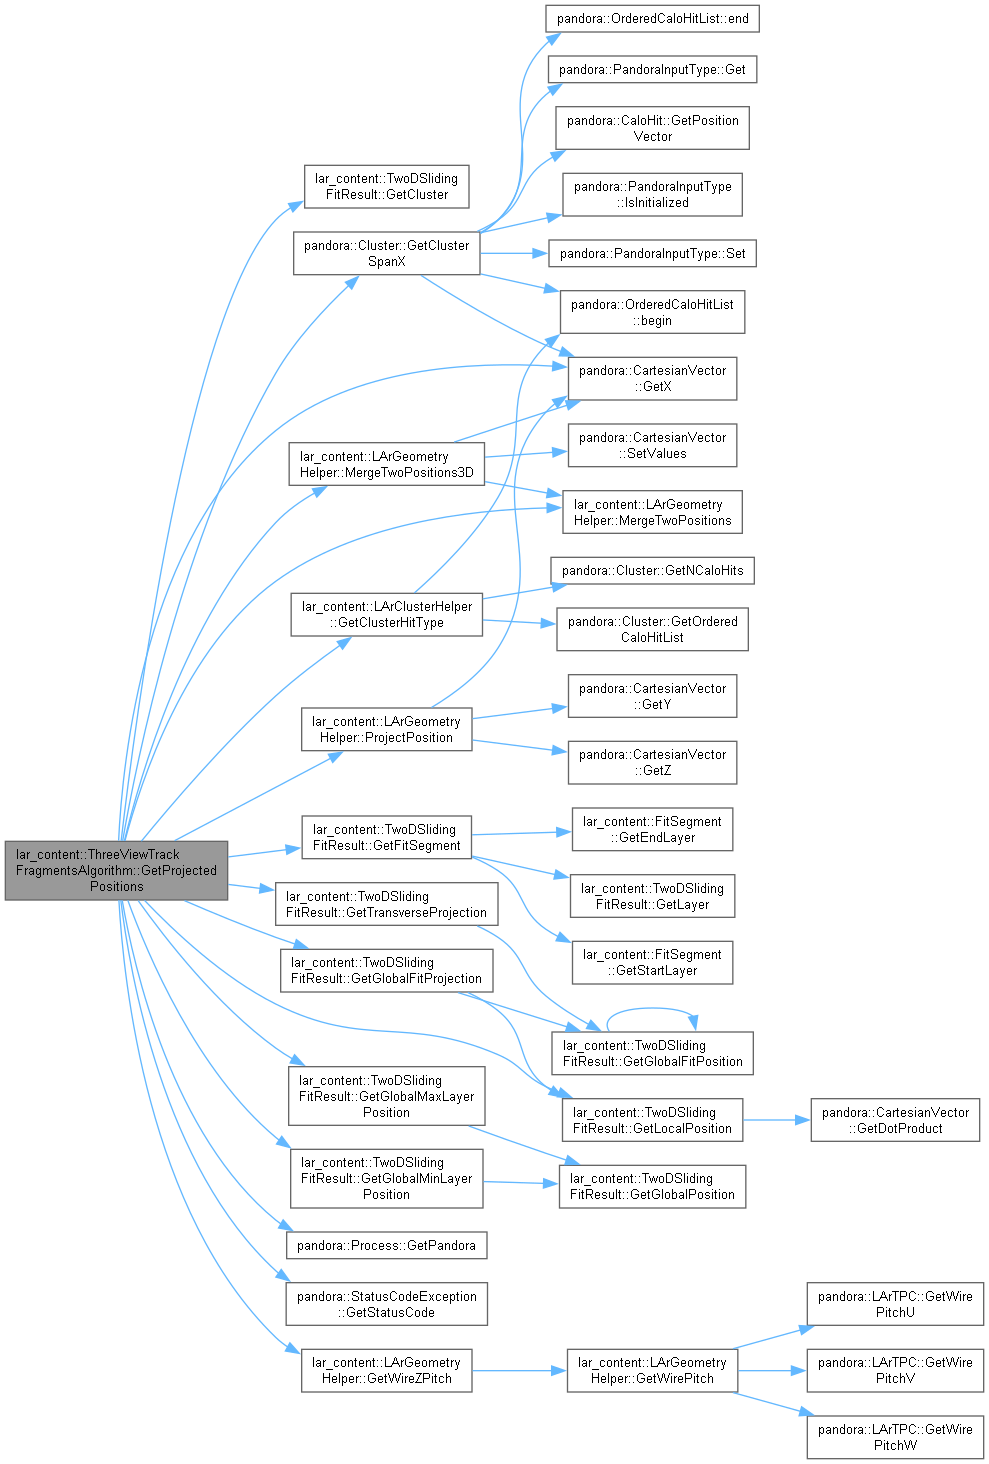 pandora::OrderedCaloHitList::end
pandora::PandoraInputType::Get
pandora::CaloHit::GetPosition
Vector
lar_content::TwoDSliding
FitResult::GetCluster
pandora::PandoraInputType
::IsInitialized
pandora::Cluster::GetCluster
SpanX
pandora::PandoraInputType::Set
pandora::OrderedCaloHitList
::begin
pandora::CartesianVector
::GetX
lar_content::LArGeometry
Helper::MergeTwoPositions3D
pandora::CartesianVector
::SetValues
lar_content::LArGeometry
Helper::MergeTwoPositions
pandora::Cluster::GetNCaloHits
lar_content::LArClusterHelper
::GetClusterHitType
pandora::Cluster::GetOrdered
CaloHitList
pandora::CartesianVector
::GetY
lar_content::LArGeometry
Helper::ProjectPosition
pandora::CartesianVector
::GetZ
lar_content::TwoDSliding
FitResult::GetFitSegment
lar_content::FitSegment
::GetEndLayer
lar_content::ThreeViewTrack
FragmentsAlgorithm::GetProjected
Positions
lar_content::TwoDSliding
FitResult::GetLayer
lar_content::TwoDSliding
FitResult::GetTransverseProjection
lar_content::FitSegment
::GetStartLayer
lar_content::TwoDSliding
FitResult::GetGlobalFitProjection
lar_content::TwoDSliding
FitResult::GetGlobalFitPosition
lar_content::TwoDSliding
FitResult::GetGlobalMaxLayer
Position
lar_content::TwoDSliding
FitResult::GetLocalPosition
pandora::CartesianVector
::GetDotProduct
lar_content::TwoDSliding
FitResult::GetGlobalMinLayer
Position
lar_content::TwoDSliding
FitResult::GetGlobalPosition
pandora::Process::GetPandora
pandora::StatusCodeException
::GetStatusCode
pandora::LArTPC::GetWire
PitchU
lar_content::LArGeometry
Helper::GetWireZPitch
lar_content::LArGeometry
Helper::GetWirePitch
pandora::LArTPC::GetWire
PitchV
pandora::LArTPC::GetWire
PitchW